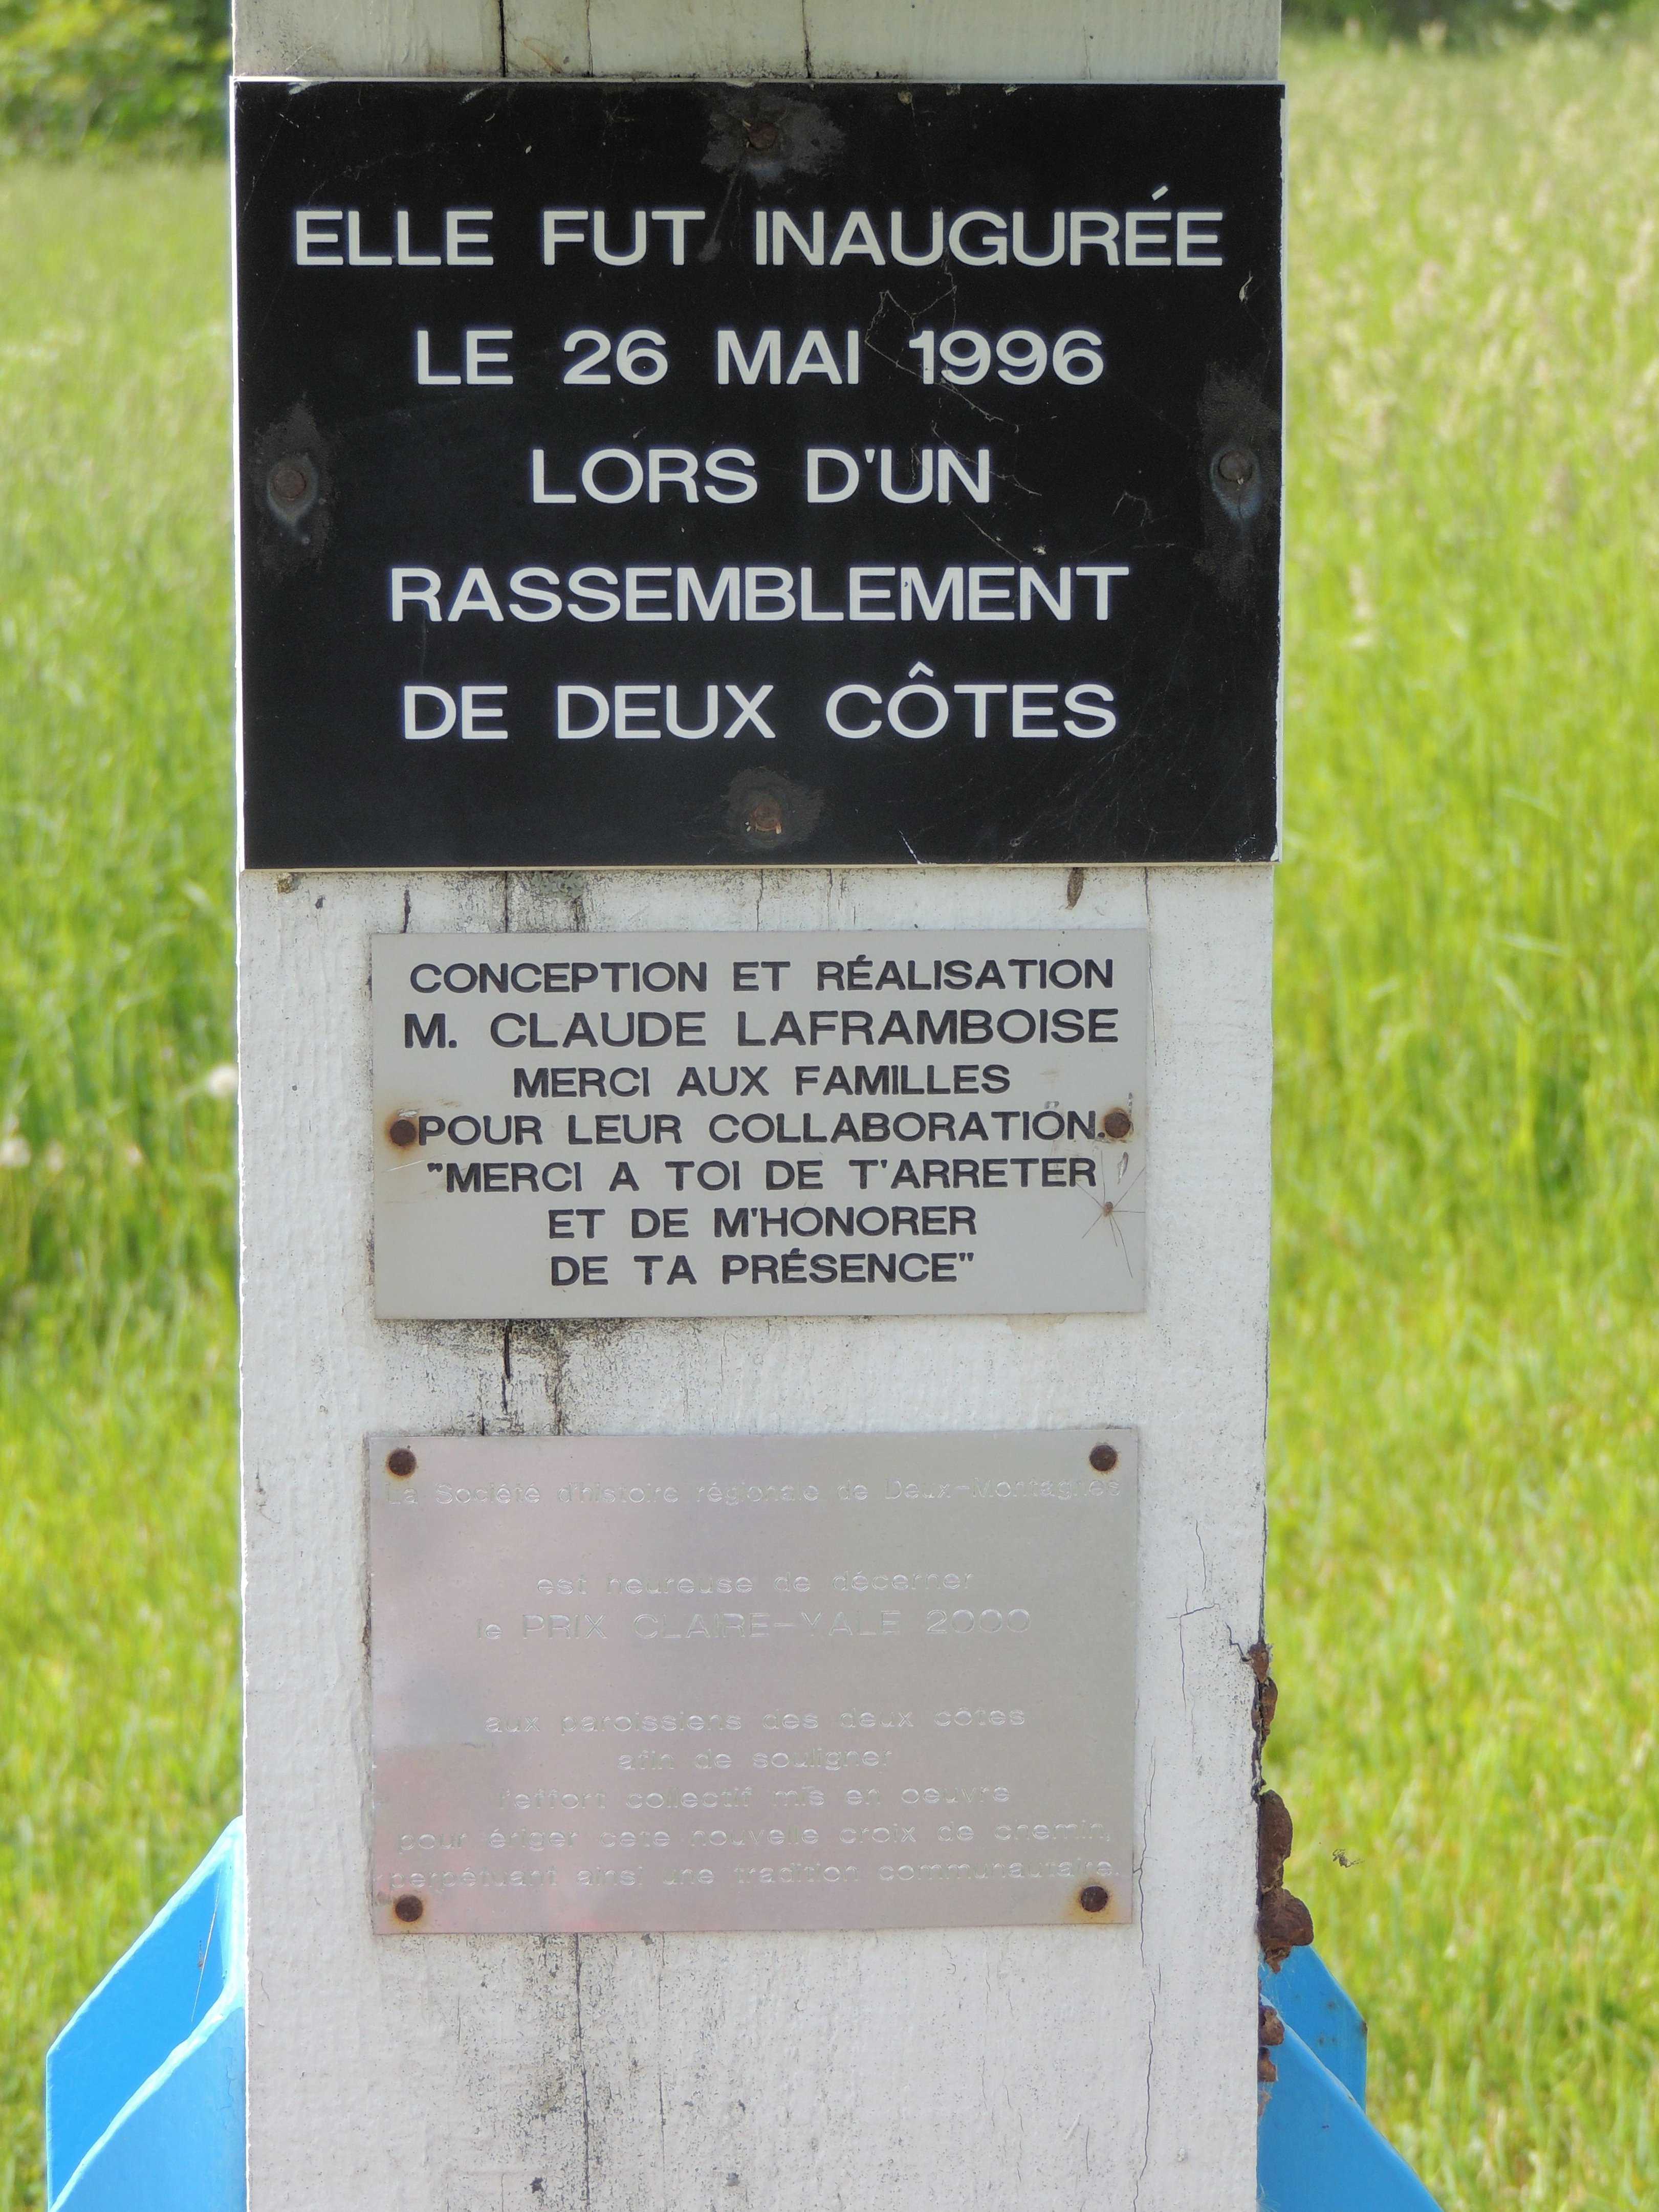 ELLE FUT INAUGURÉE
LE 26 MAI 1996
LORS D'UN
RASSEMBLEMENT
DE DEUX CÔTES
CONCEPTION ET RÉALISATION
M. CLAUDE LAFRAMBOISE
MERCI AUX FAMILLES
POUR LEUR COLLABORATION.
"MERCI A TOI DE T'ARRETER
ET DE M'HONORER
DE TA PRÉSENCE"
La Société d'histoire régionale de Deux-Montagnes
est heureuse de décerner
le PRIX CLAIRE-YALE 2000
aux paroissiens des deux côtes
afin de souligner
l'effort collectif mis en oeuvre
pour ériger cete nouvelle croix de chemin,
perpétuant ainsi une tradition communautaire.